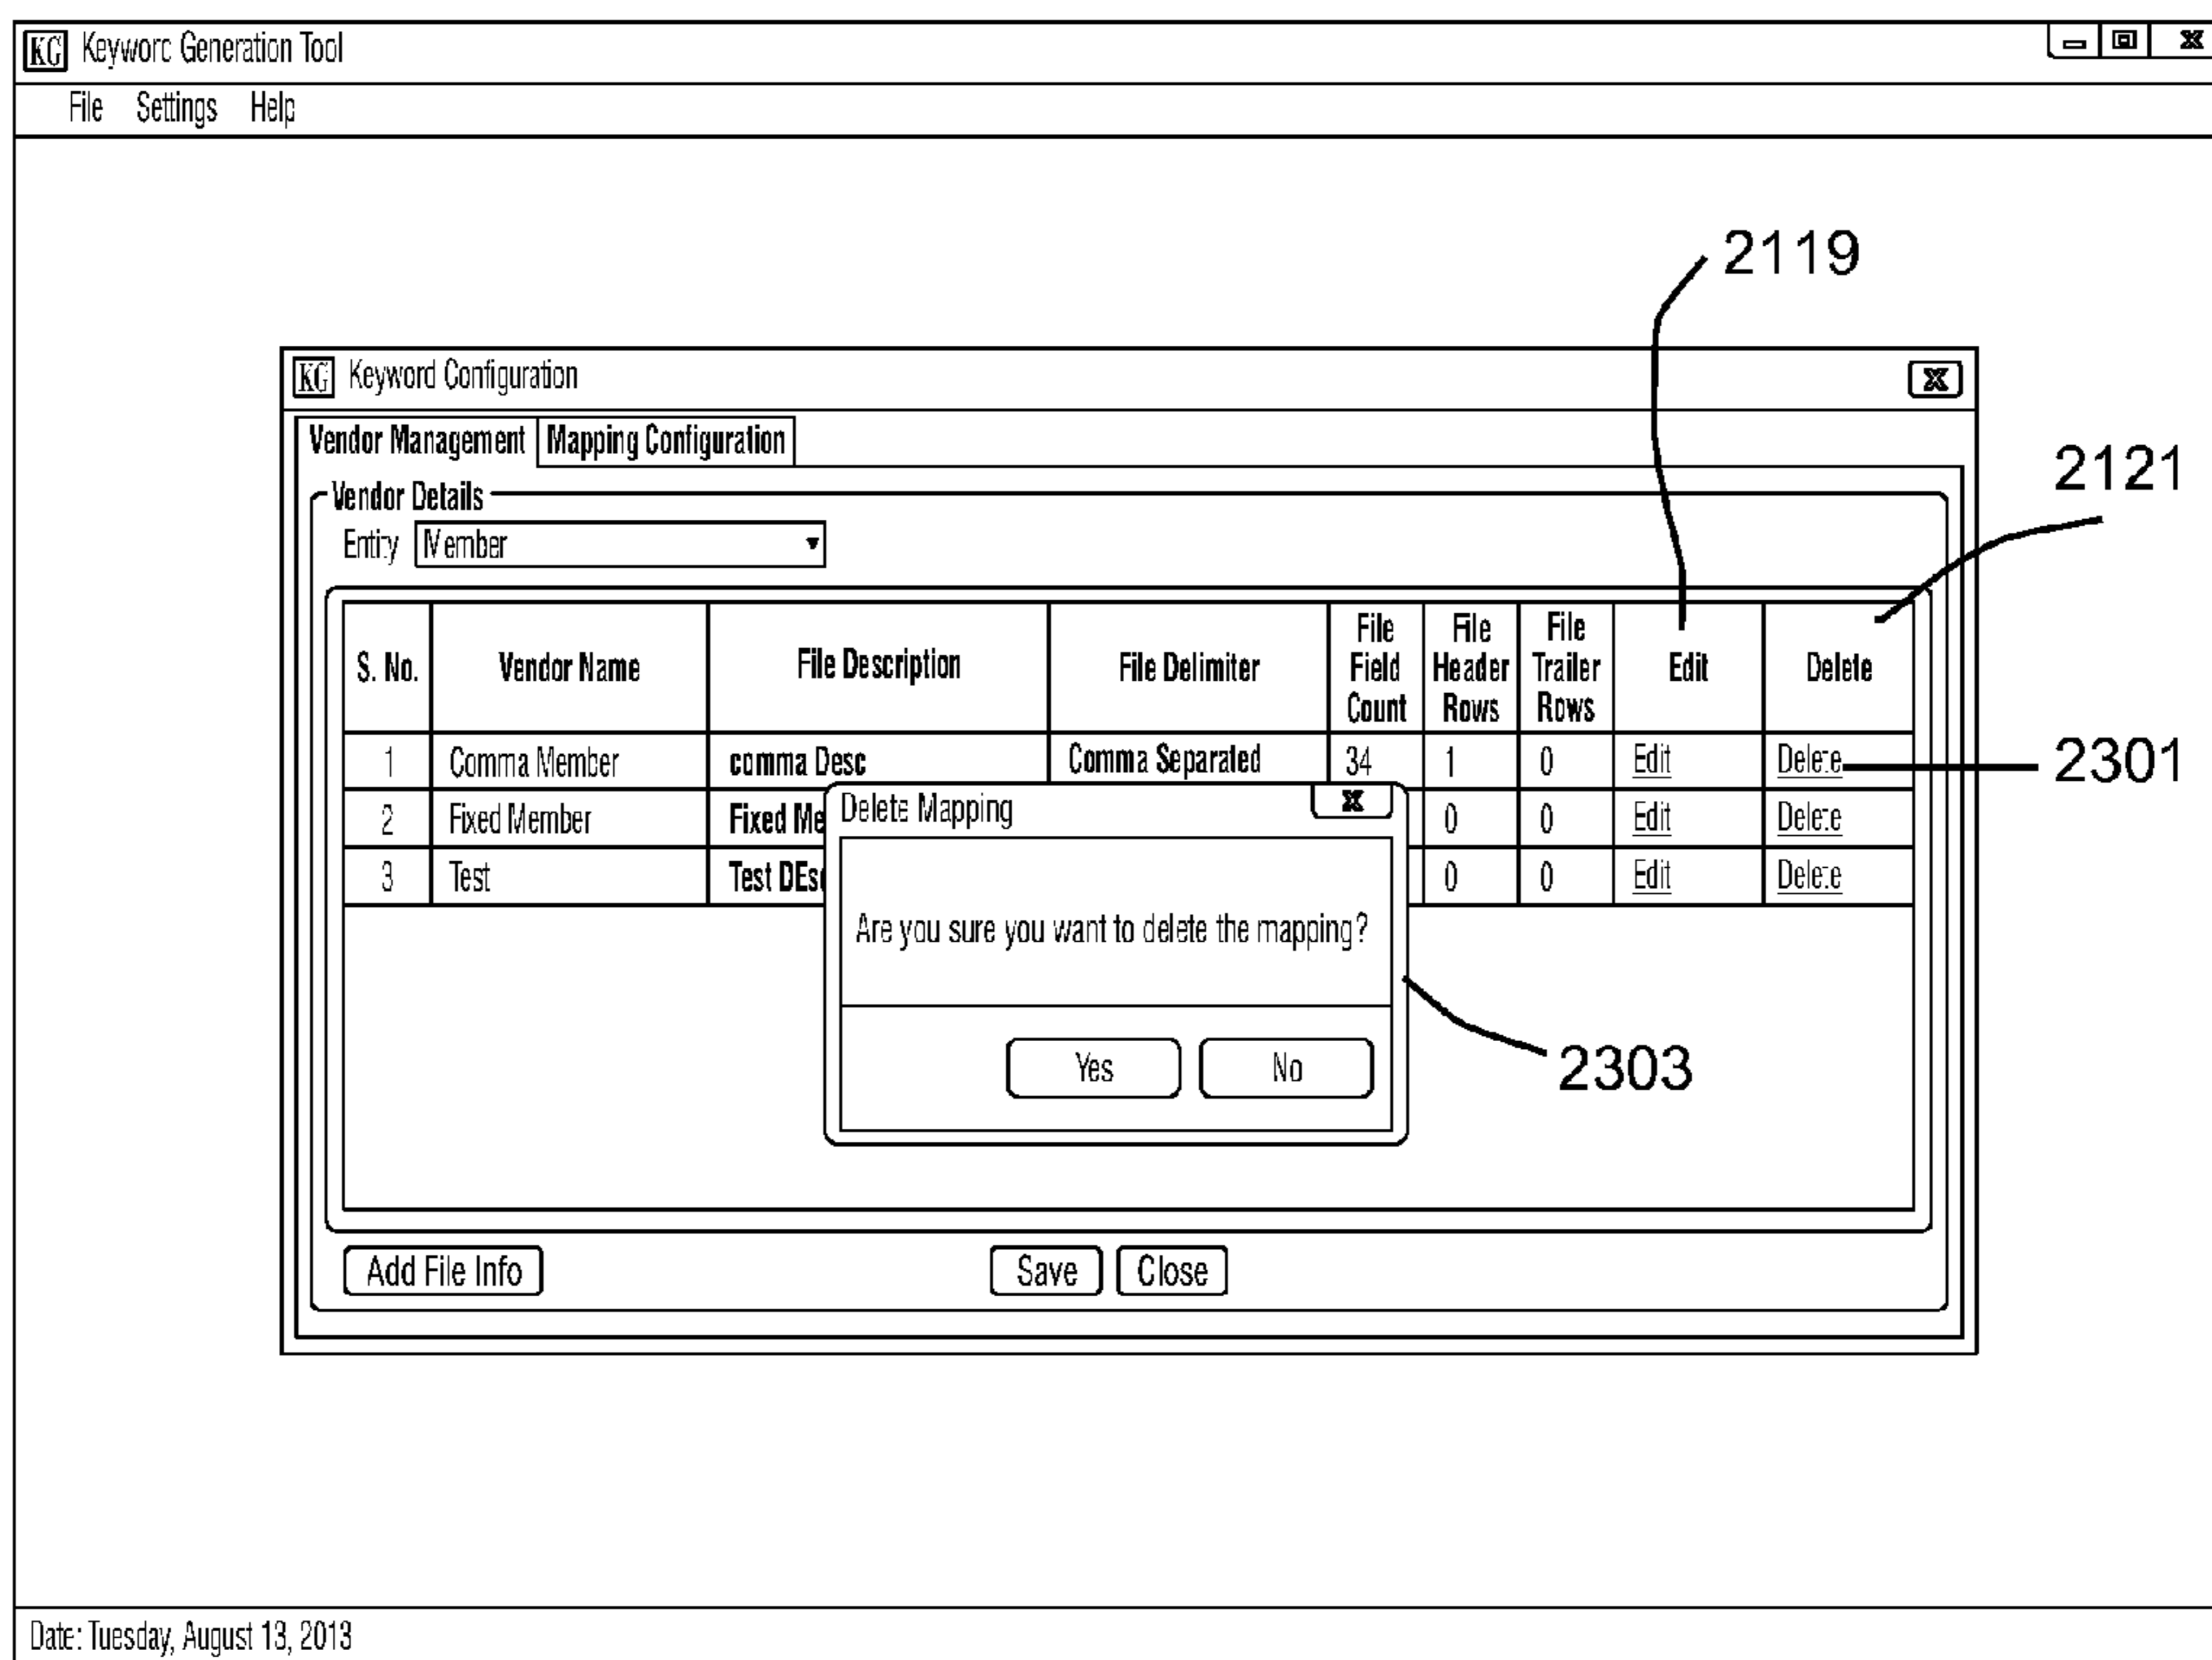 KG Keyword Generation Tool
File Settings Help
2119
KG Keyword Configuration
Vendor Management Mapping Configuration
2121
Vendor Details
Entity Member
S. No. Vendor Name File Description File Delimiter File Field Count File Header Rows File Trailer Rows Edit Delete
1 Comma Member comma Desc Comma Separated 34 1 0 Edit Delete
2301
Delete Mapping
2 Fixed Member Fixed Me 0 0 Edit Delete
3 Test Test DEs 0 0 Edit Delete
Are you sure you want to delete the mapping?
2303
Yes No
Add File Info Save Close
Date: Tuesday, August 13, 2013